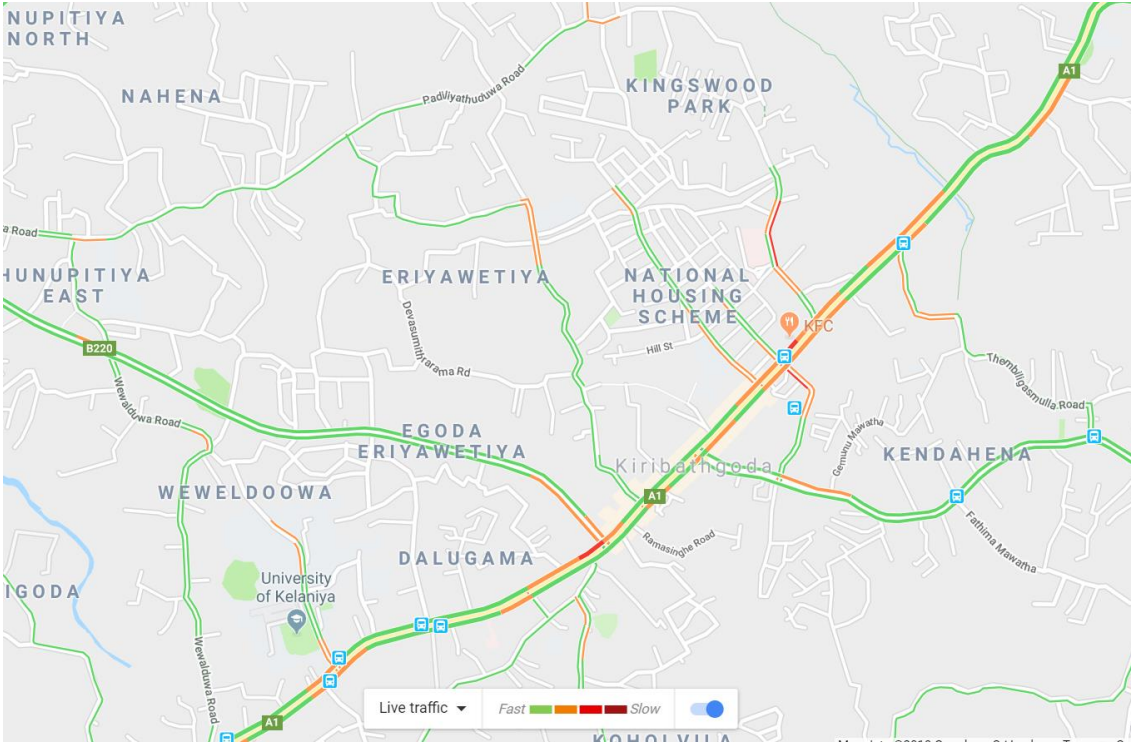 NUPITIYA
NORTH
NAHENA
Padiliyathuduwa Road
KINGSWOOD
PARK
A1
a Road
HUNUPITIYA
EAST
ERIYAWETIYA
NATIONAL
HOUSING
SCHEME
KFC
B220
Devasumithrarama Rd
Hill St
Thembiligasmulla Road
Wewalduwa Road
EGODA
ERIYAWETIYA
Gemunu Mawatha
Kiribathgoda
KENDAHENA
WEWELDOOWA
A1
Ramasinghe Road
Fathima Mawatha
DALUGAMA
IGODA
University
of Kelaniya
Wewalduwa Road
A1
Live traffic
Fast
Slow
KOHOLVILA